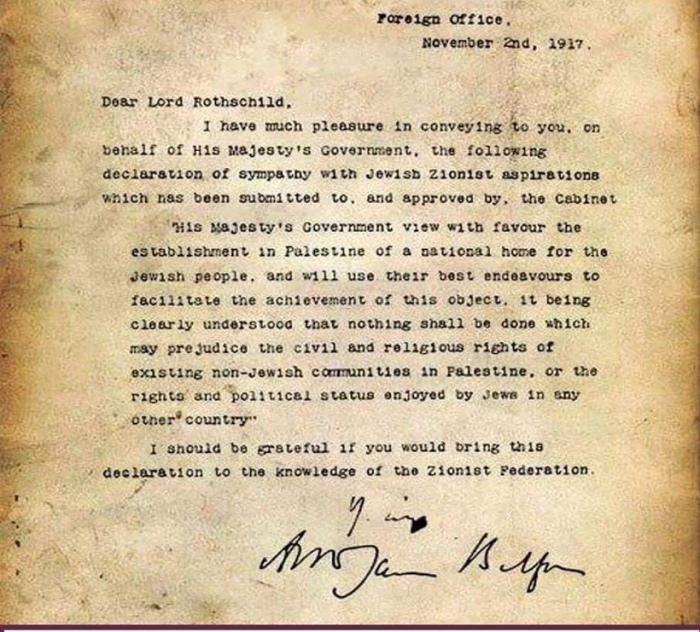 Foreign Office,
November 2nd, 1917.
Dear Lord Rothschild,
I have much pleasure in conveying to you, on
behalf of His Majesty's Government, the following
declaration of sympathy with Jewish Zionist aspirations
which has been submitted to, and approved by, the Cabinet
"His Majesty's Government view with favour the
establishment in Palestine of a national home for the
Jewish people, and will use their best endeavours to
facilitate the achievement of this object, it being
clearly understood that nothing shall be done which
may prejudice the civil and religious rights of
existing non-Jewish communities in Palestine, or the
rights and political status enjoyed by Jews in any
other country"
I should be grateful if you would bring this
declaration to the knowledge of the Zionist Federation.